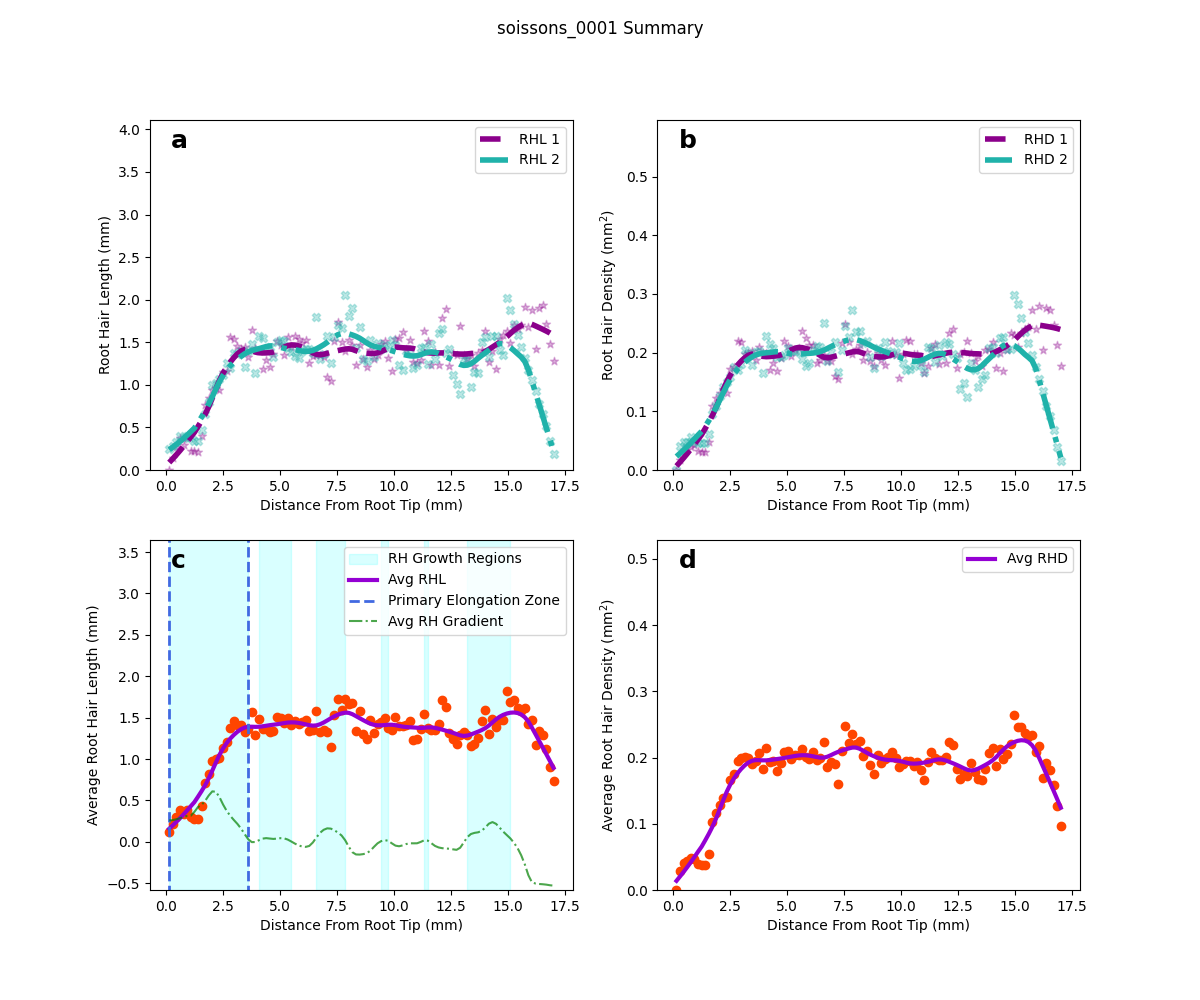 soissons_0001 Summary
a
RHL 1
RHL 2
4.0
3.5
3.0
2.5
2.0
1.5
1.0
0.5
0.0
Root Hair Length (mm)
0.0 2.5 5.0 7.5 10.0 12.5 15.0 17.5
Distance From Root Tip (mm)
b
RHD 1
RHD 2
0.5
0.4
0.3
0.2
0.1
0.0
Root Hair Density (mm²)
0.0 2.5 5.0 7.5 10.0 12.5 15.0 17.5
Distance From Root Tip (mm)
c
RH Growth Regions
Avg RHL
Primary Elongation Zone
Avg RH Gradient
3.5
3.0
2.5
2.0
1.5
1.0
0.5
0.0
−0.5
Average Root Hair Length (mm)
0.0 2.5 5.0 7.5 10.0 12.5 15.0 17.5
Distance From Root Tip (mm)
d
Avg RHD
0.5
0.4
0.3
0.2
0.1
0.0
Average Root Hair Density (mm²)
0.0 2.5 5.0 7.5 10.0 12.5 15.0 17.5
Distance From Root Tip (mm)